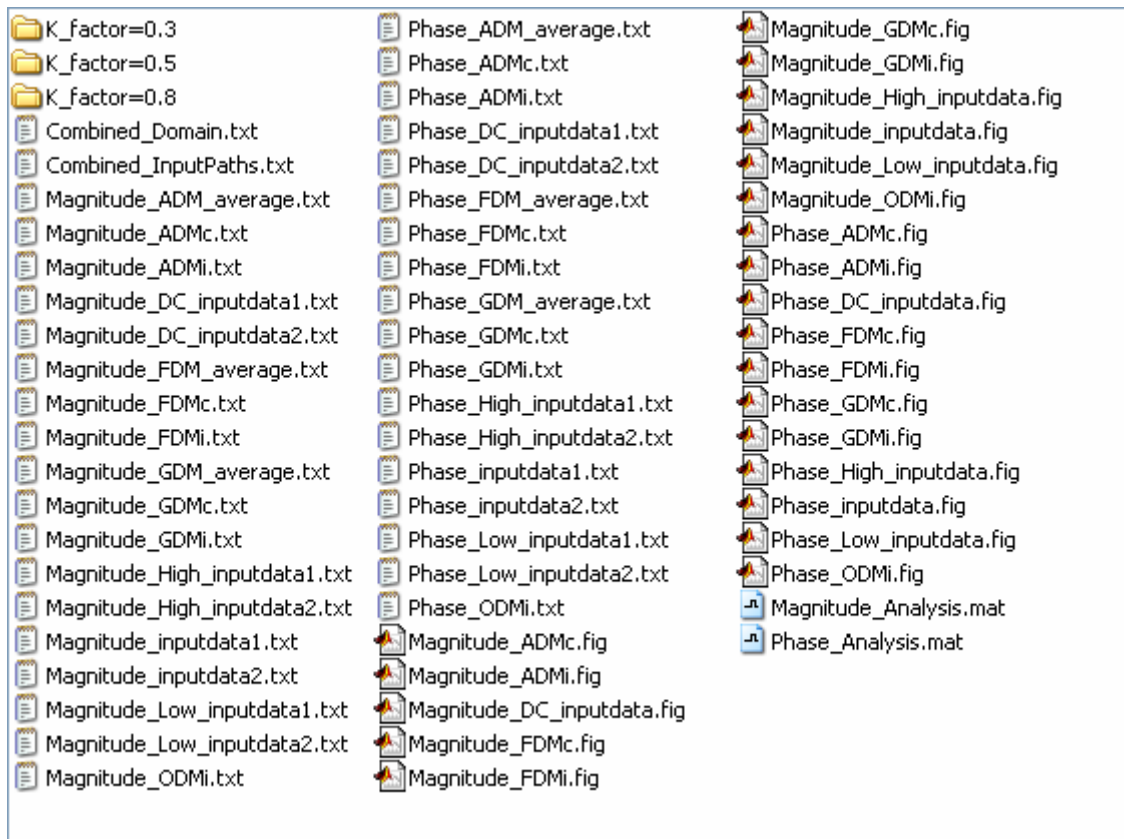 K_factor=0.3
K_factor=0.5
K_factor=0.8
Combined_Domain.txt
Combined_InputPaths.txt
Magnitude_ADM_average.txt
Magnitude_ADMc.txt
Magnitude_ADMi.txt
Magnitude_DC_inputdata1.txt
Magnitude_DC_inputdata2.txt
Magnitude_FDM_average.txt
Magnitude_FDMc.txt
Magnitude_FDMi.txt
Magnitude_GDM_average.txt
Magnitude_GDMc.txt
Magnitude_GDMi.txt
Magnitude_High_inputdata1.txt
Magnitude_High_inputdata2.txt
Magnitude_inputdata1.txt
Magnitude_inputdata2.txt
Magnitude_Low_inputdata1.txt
Magnitude_Low_inputdata2.txt
Magnitude_ODMi.txt
Phase_ADM_average.txt
Phase_ADMc.txt
Phase_ADMi.txt
Phase_DC_inputdata1.txt
Phase_DC_inputdata2.txt
Phase_FDM_average.txt
Phase_FDMc.txt
Phase_FDMi.txt
Phase_GDM_average.txt
Phase_GDMc.txt
Phase_GDMi.txt
Phase_High_inputdata1.txt
Phase_High_inputdata2.txt
Phase_inputdata1.txt
Phase_inputdata2.txt
Phase_Low_inputdata1.txt
Phase_Low_inputdata2.txt
Phase_ODMi.txt
Magnitude_ADMc.fig
Magnitude_ADMi.fig
Magnitude_DC_inputdata.fig
Magnitude_FDMc.fig
Magnitude_FDMi.fig
Magnitude_GDMc.fig
Magnitude_GDMi.fig
Magnitude_High_inputdata.fig
Magnitude_inputdata.fig
Magnitude_Low_inputdata.fig
Magnitude_ODMi.fig
Phase_ADMc.fig
Phase_ADMi.fig
Phase_DC_inputdata.fig
Phase_FDMc.fig
Phase_FDMi.fig
Phase_GDMc.fig
Phase_GDMi.fig
Phase_High_inputdata.fig
Phase_inputdata.fig
Phase_Low_inputdata.fig
Phase_ODMi.fig
Magnitude_Analysis.mat
Phase_Analysis.mat